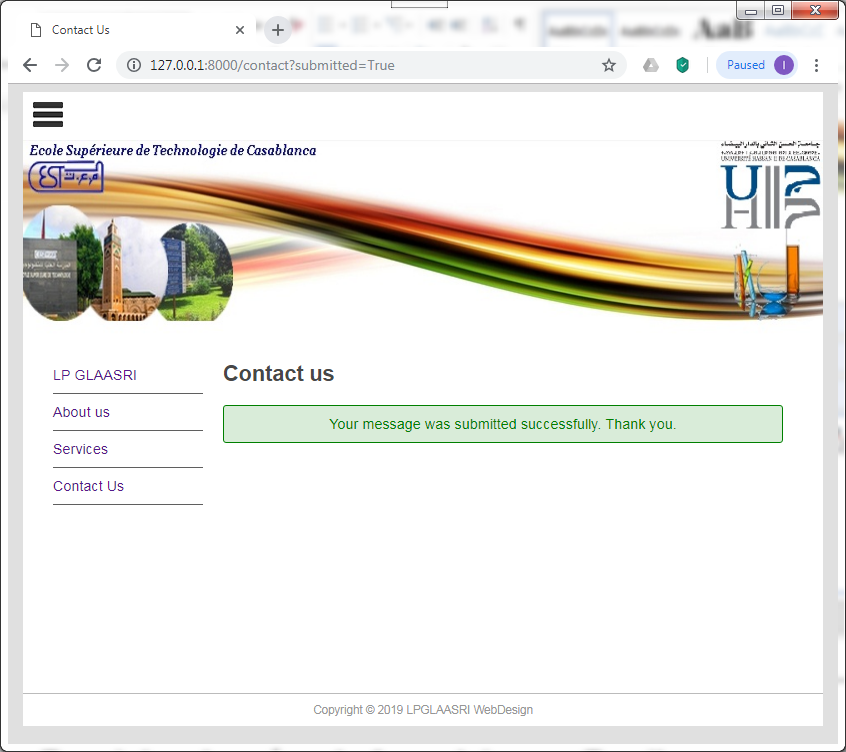 Contact Us
127.0.0.1:8000/contact?submitted=True
Paused
I
Ecole Supérieure de Technologie de Casablanca
EST
جامعة الحسن الثاني بالدار البيضاء
UNIVERSITÉ HASSAN II DE CASABLANCA
LP GLAASRI
About us
Services
Contact Us
Contact us
Your message was submitted successfully. Thank you.
Copyright © 2019 LPGLAASRI WebDesign